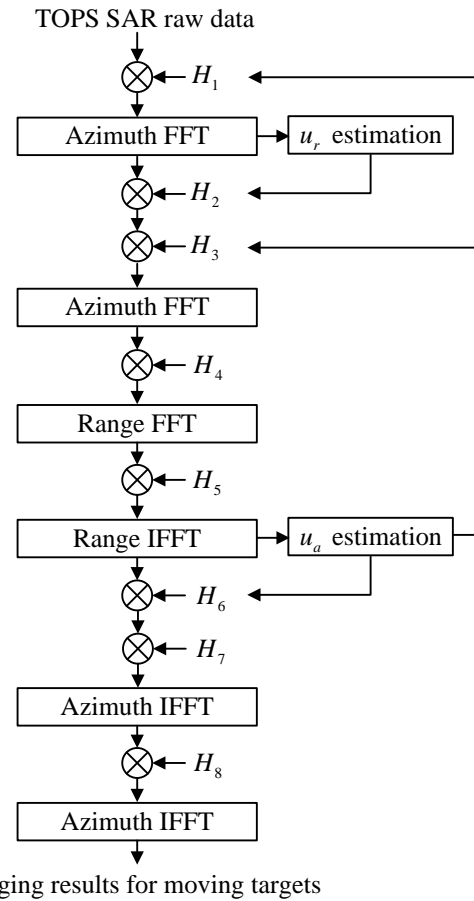 TOPS SAR raw data
H₁
Azimuth FFT
uᵣ estimation
H₂
H₃
Azimuth FFT
H₄
Range FFT
H₅
Range IFFT
uₐ estimation
H₆
H₇
Azimuth IFFT
H₈
Azimuth IFFT
ging results for moving targets